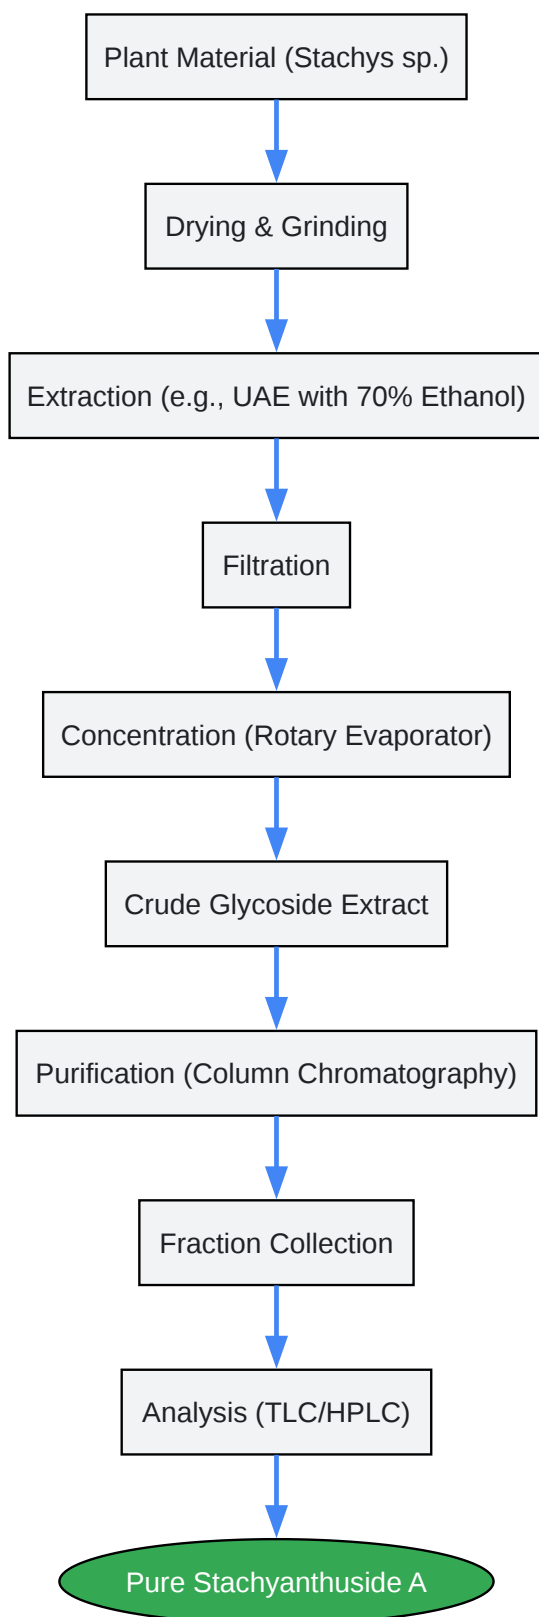 Plant Material (Stachys sp.)
Drying & Grinding
Extraction (e.g., UAE with 70% Ethanol)
Filtration
Concentration (Rotary Evaporator)
Crude Glycoside Extract
Purification (Column Chromatography)
Fraction Collection
Analysis (TLC/HPLC)
Pure Stachyanthuside A